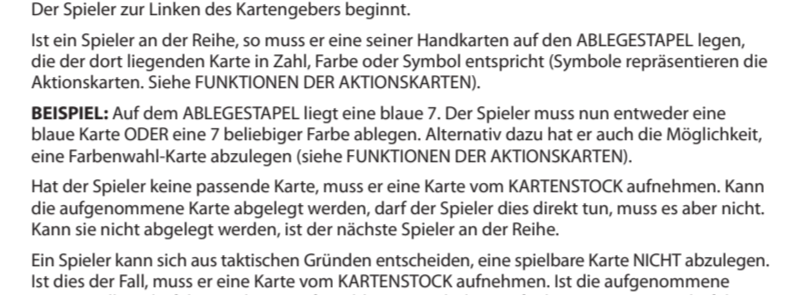 Der Spieler zur Linken des Kartengebers beginnt.
Ist ein Spieler an der Reihe, so muss er eine seiner Handkarten auf den ABLEGESTAPEL legen,
die der dort liegenden Karte in Zahl, Farbe oder Symbol entspricht (Symbole repräsentieren die
Aktionskarten. Siehe FUNKTIONEN DER AKTIONSKARTEN).
BEISPIEL: Auf dem ABLEGESTAPEL liegt eine blaue 7. Der Spieler muss nun entweder eine
blaue Karte ODER eine 7 beliebiger Farbe ablegen. Alternativ dazu hat er auch die Möglichkeit,
eine Farbenwahl-Karte abzulegen (siehe FUNKTIONEN DER AKTIONSKARTEN).
Hat der Spieler keine passende Karte, muss er eine Karte vom KARTENSTOCK aufnehmen. Kann
die aufgenommene Karte abgelegt werden, darf der Spieler dies direkt tun, muss es aber nicht.
Kann sie nicht abgelegt werden, ist der nächste Spieler an der Reihe.
Ein Spieler kann sich aus taktischen Gründen entscheiden, eine spielbare Karte NICHT abzulegen.
Ist dies der Fall, muss er eine Karte vom KARTENSTOCK aufnehmen. Ist die aufgenommene